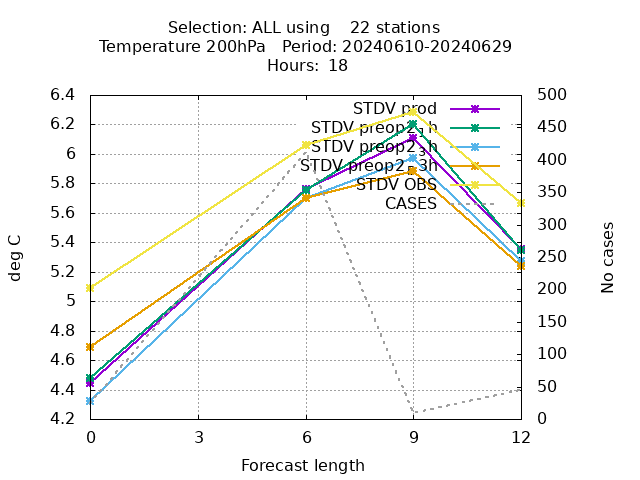 Selection: ALL using 22 stations
Temperature 200hPa Period: 20240610-20240629
Hours: 18
STDV prod
STDV preop2_1h
STDV preop2_3h
STDV OBS
CASES
6.4
6.2
6
5.8
5.6
5.4
5.2
5
4.8
4.6
4.4
4.2
500
450
400
350
300
250
200
150
100
50
0
deg C
No cases
0 3 6 9 12
Forecast length